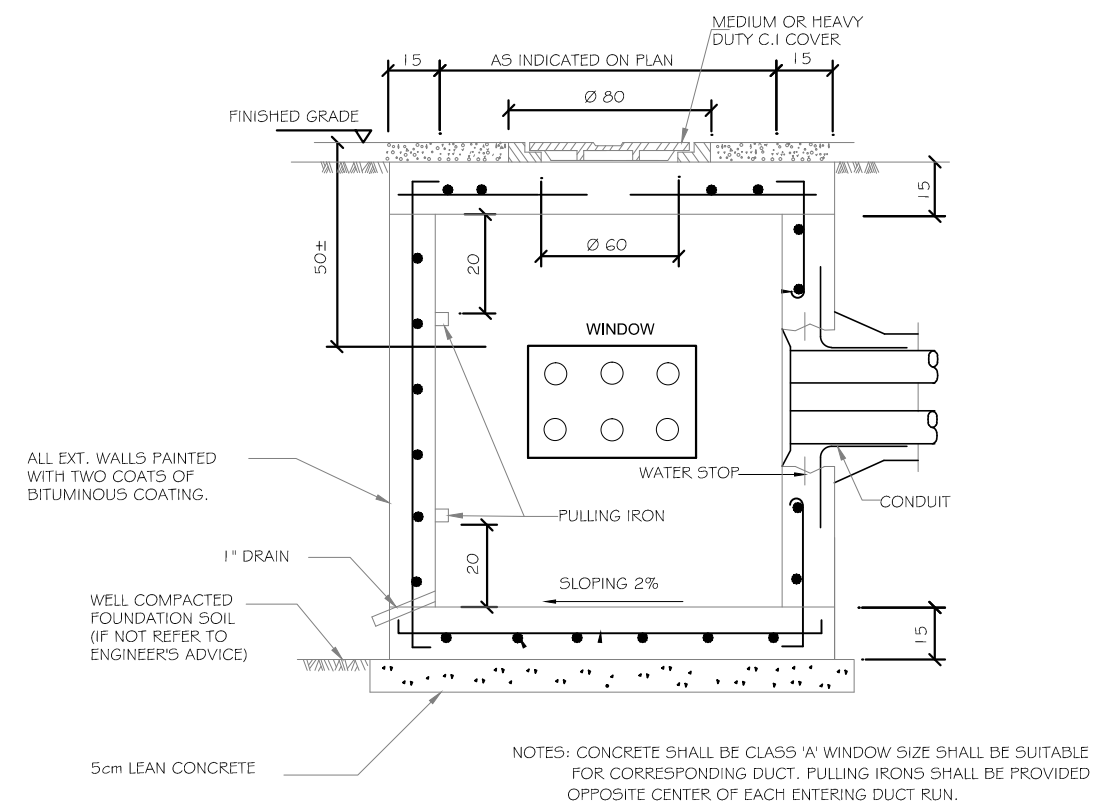 MEDIUM OR HEAVY
DUTY C.I COVER
15
AS INDICATED ON PLAN
15
Ø 80
FINISHED GRADE
15
50±
20
Ø 60
WINDOW
ALL EXT. WALLS PAINTED
WITH TWO COATS OF
BITUMINOUS COATING.
WATER STOP
CONDUIT
PULLING IRON
1" DRAIN
20
SLOPING 2%
WELL COMPACTED
FOUNDATION SOIL
(IF NOT REFER TO
ENGINEER'S ADVICE)
15
5cm LEAN CONCRETE
NOTES: CONCRETE SHALL BE CLASS 'A' WINDOW SIZE SHALL BE SUITABLE
FOR CORRESPONDING DUCT. PULLING IRONS SHALL BE PROVIDED
OPPOSITE CENTER OF EACH ENTERING DUCT RUN.